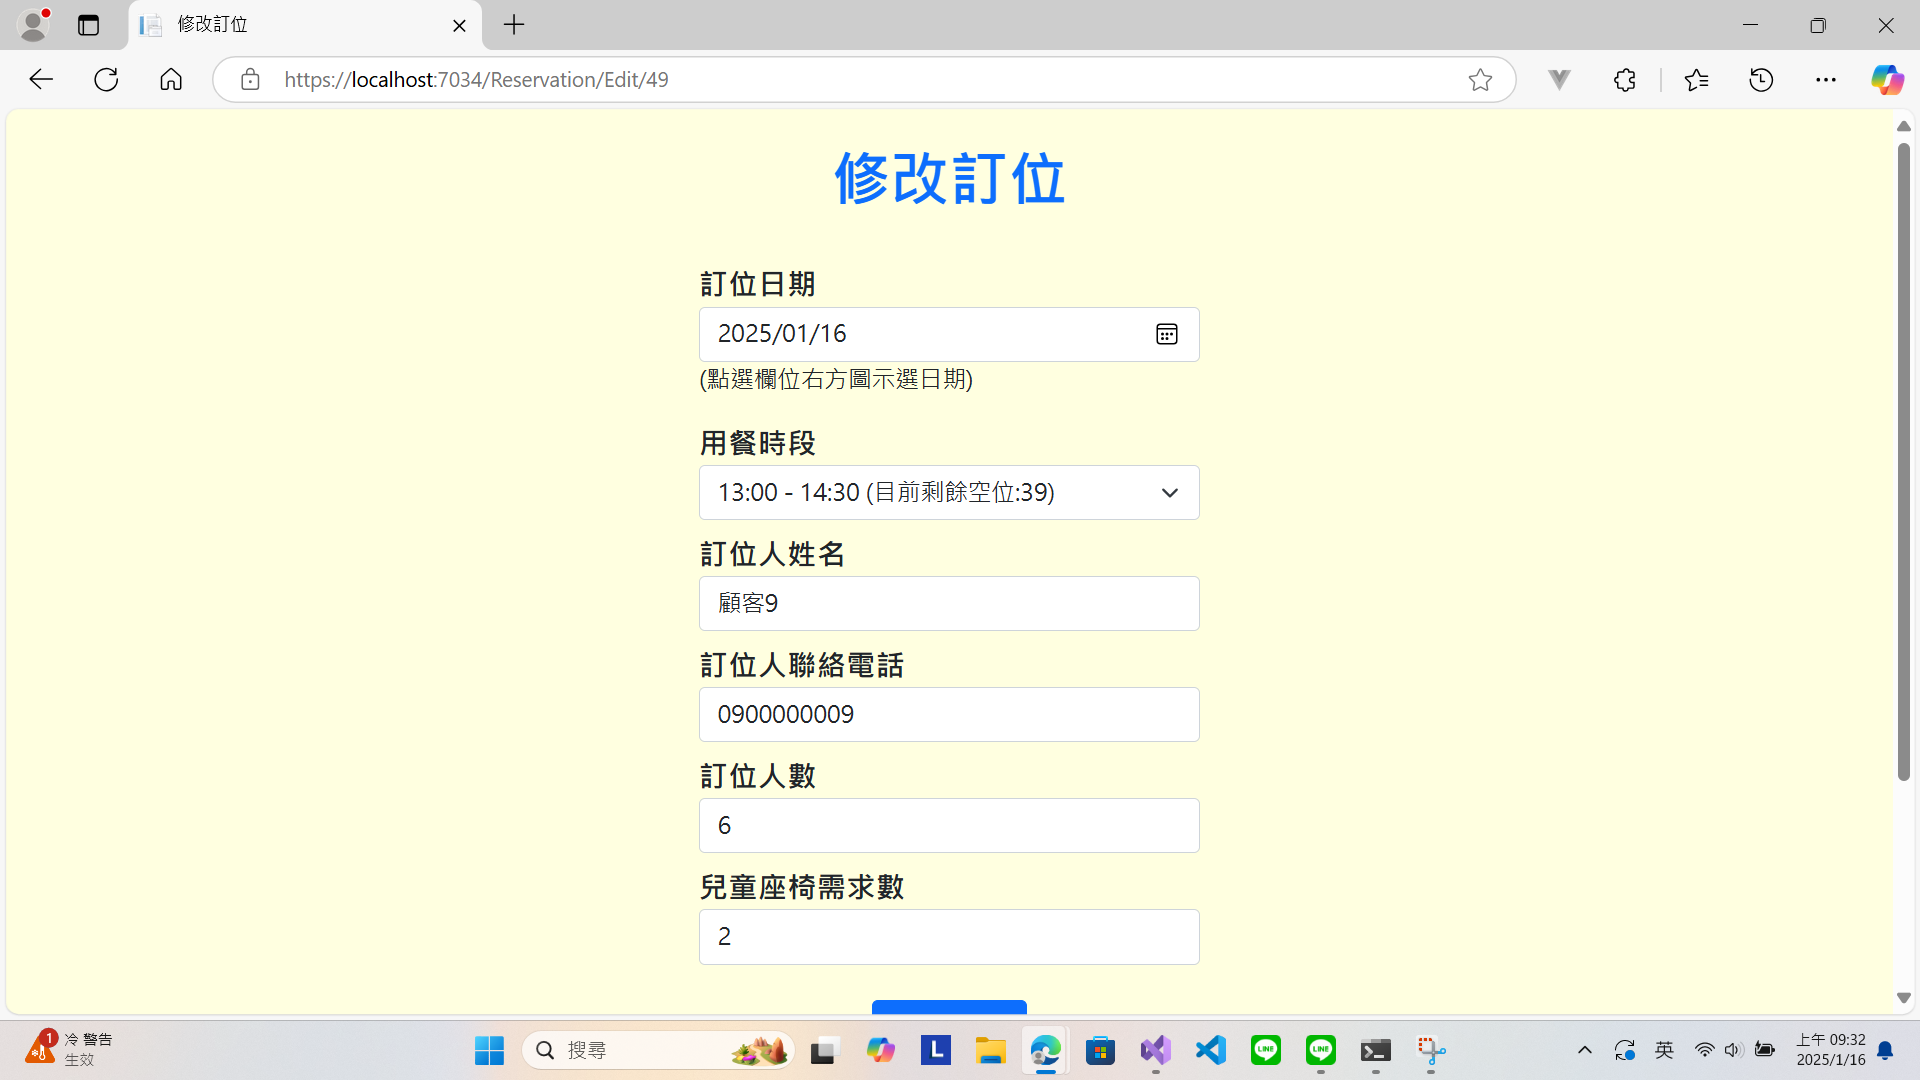 修改訂位
https://localhost:7034/Reservation/Edit/49
修改訂位
訂位日期
2025/01/16
(點選欄位右方圖示選日期)
用餐時段
13:00 - 14:30 (目前剩餘空位:39)
訂位人姓名
顧客9
訂位人聯絡電話
0900000009
訂位人數
6
兒童座椅需求數
2
1
冷 警告
生效
搜尋
L
LINE
LINE
英
上午 09:32
2025/1/16